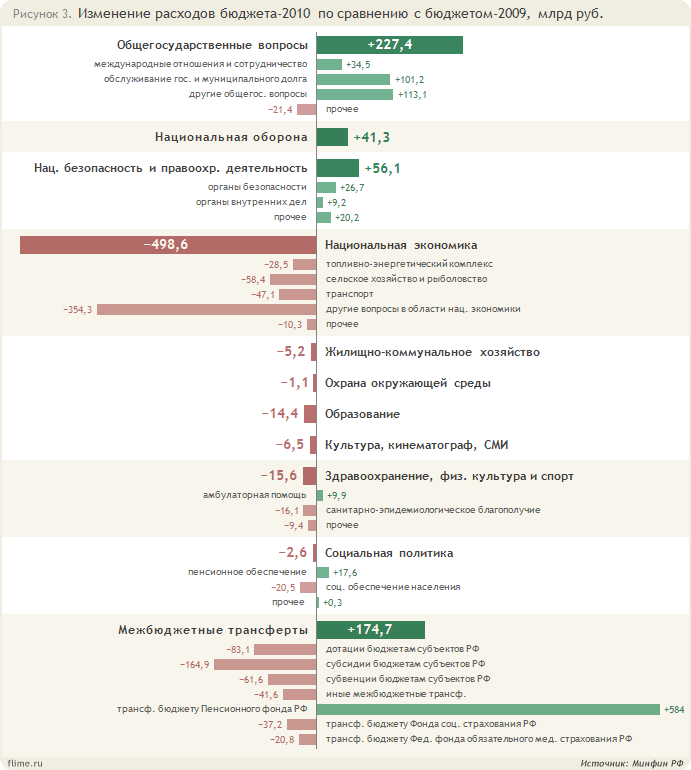 Рисунок 3. Изменение расходов бюджета-2010 по сравнению с бюджетом-2009, млрд руб.
Общегосударственные вопросы +227,4
международные отношения и сотрудничество +34,5
обслуживание гос. и муниципального долга +101,2
другие общегос. вопросы +113,1
−21,4 прочее
Национальная оборона +41,3
Нац. безопасность и правоохр. деятельность +56,1
органы безопасности +26,7
органы внутренних дел +9,2
прочее +20,2
−498,6 Национальная экономика
−28,5 топливно-энергетический комплекс
−58,4 сельское хозяйство и рыболовство
−47,1 транспорт
−354,3 другие вопросы в области нац. экономики
−10,3 прочее
−5,2 Жилищно-коммунальное хозяйство
−1,1 Охрана окружающей среды
−14,4 Образование
−6,5 Культура, кинематограф, СМИ
−15,6 Здравоохранение, физ. культура и спорт
амбулаторная помощь +9,9
−16,1 санитарно-эпидемиологическое благополучие
−9,4 прочее
−2,6 Социальная политика
пенсионное обеспечение +17,6
−20,5 соц. обеспечение населения
прочее +0,3
Межбюджетные трансферты +174,7
−83,1 дотации бюджетам субъектов РФ
−164,9 субсидии бюджетам субъектов РФ
−61,6 субвенции бюджетам субъектов РФ
−41,6 иные межбюджетные трансф.
трансф. бюджету Пенсионного фонда РФ +584
−37,2 трансф. бюджету Фонда соц. страхования РФ
−20,8 трансф. бюджету Фед. фонда обязательного мед. страхования РФ
flime.ru Источник: Минфин РФ